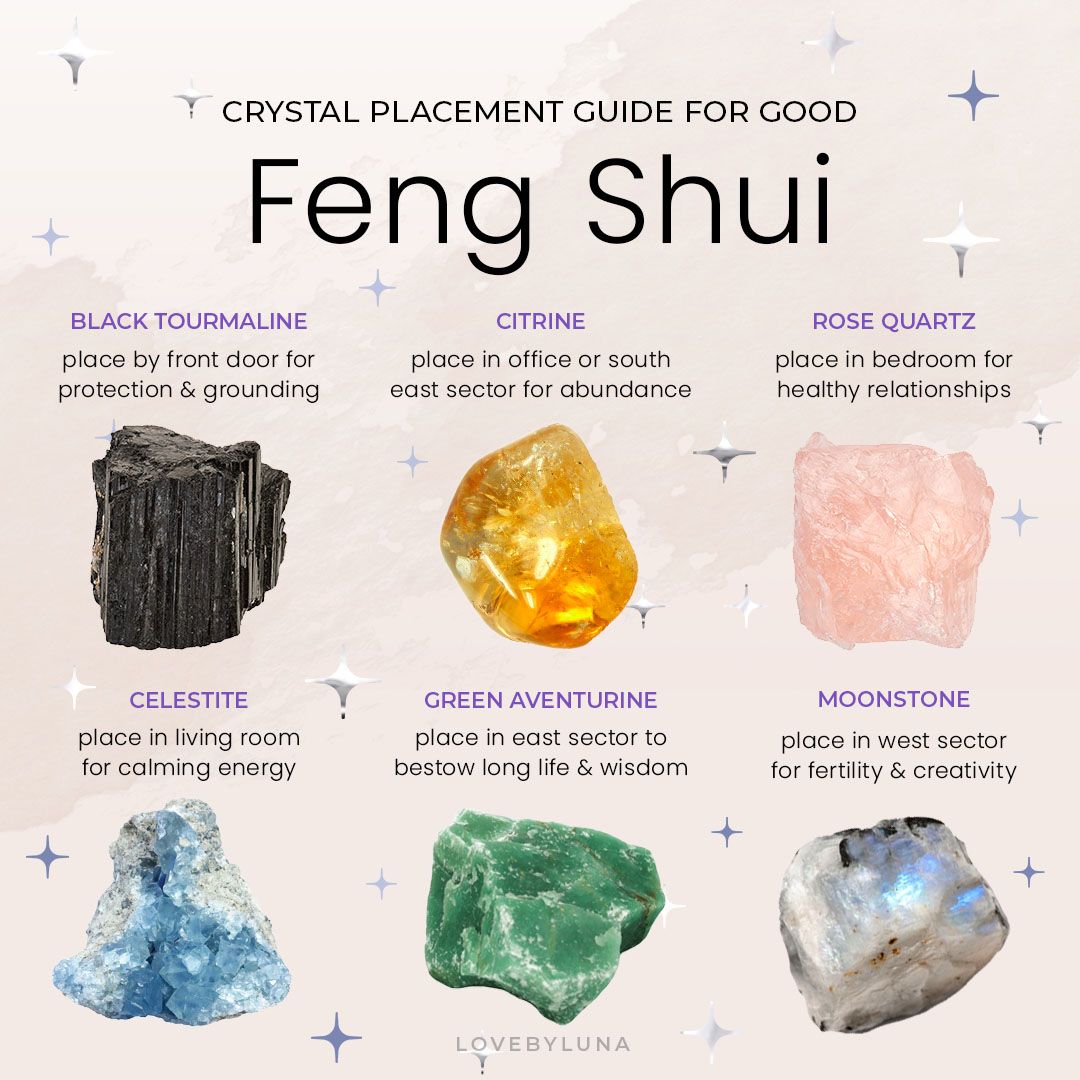 CRYSTAL PLACEMENT GUIDE FOR GOOD
Feng Shui
BLACK TOURMALINE
place by front door for
protection & grounding
CITRINE
place in office or south
east sector for abundance
ROSE QUARTZ
place in bedroom for
healthy relationships
CELESTITE
place in living room
for calming energy
GREEN AVENTURINE
place in east sector to
bestow long life & wisdom
MOONSTONE
place in west sector
for fertility & creativity
LOVEBYLUNA